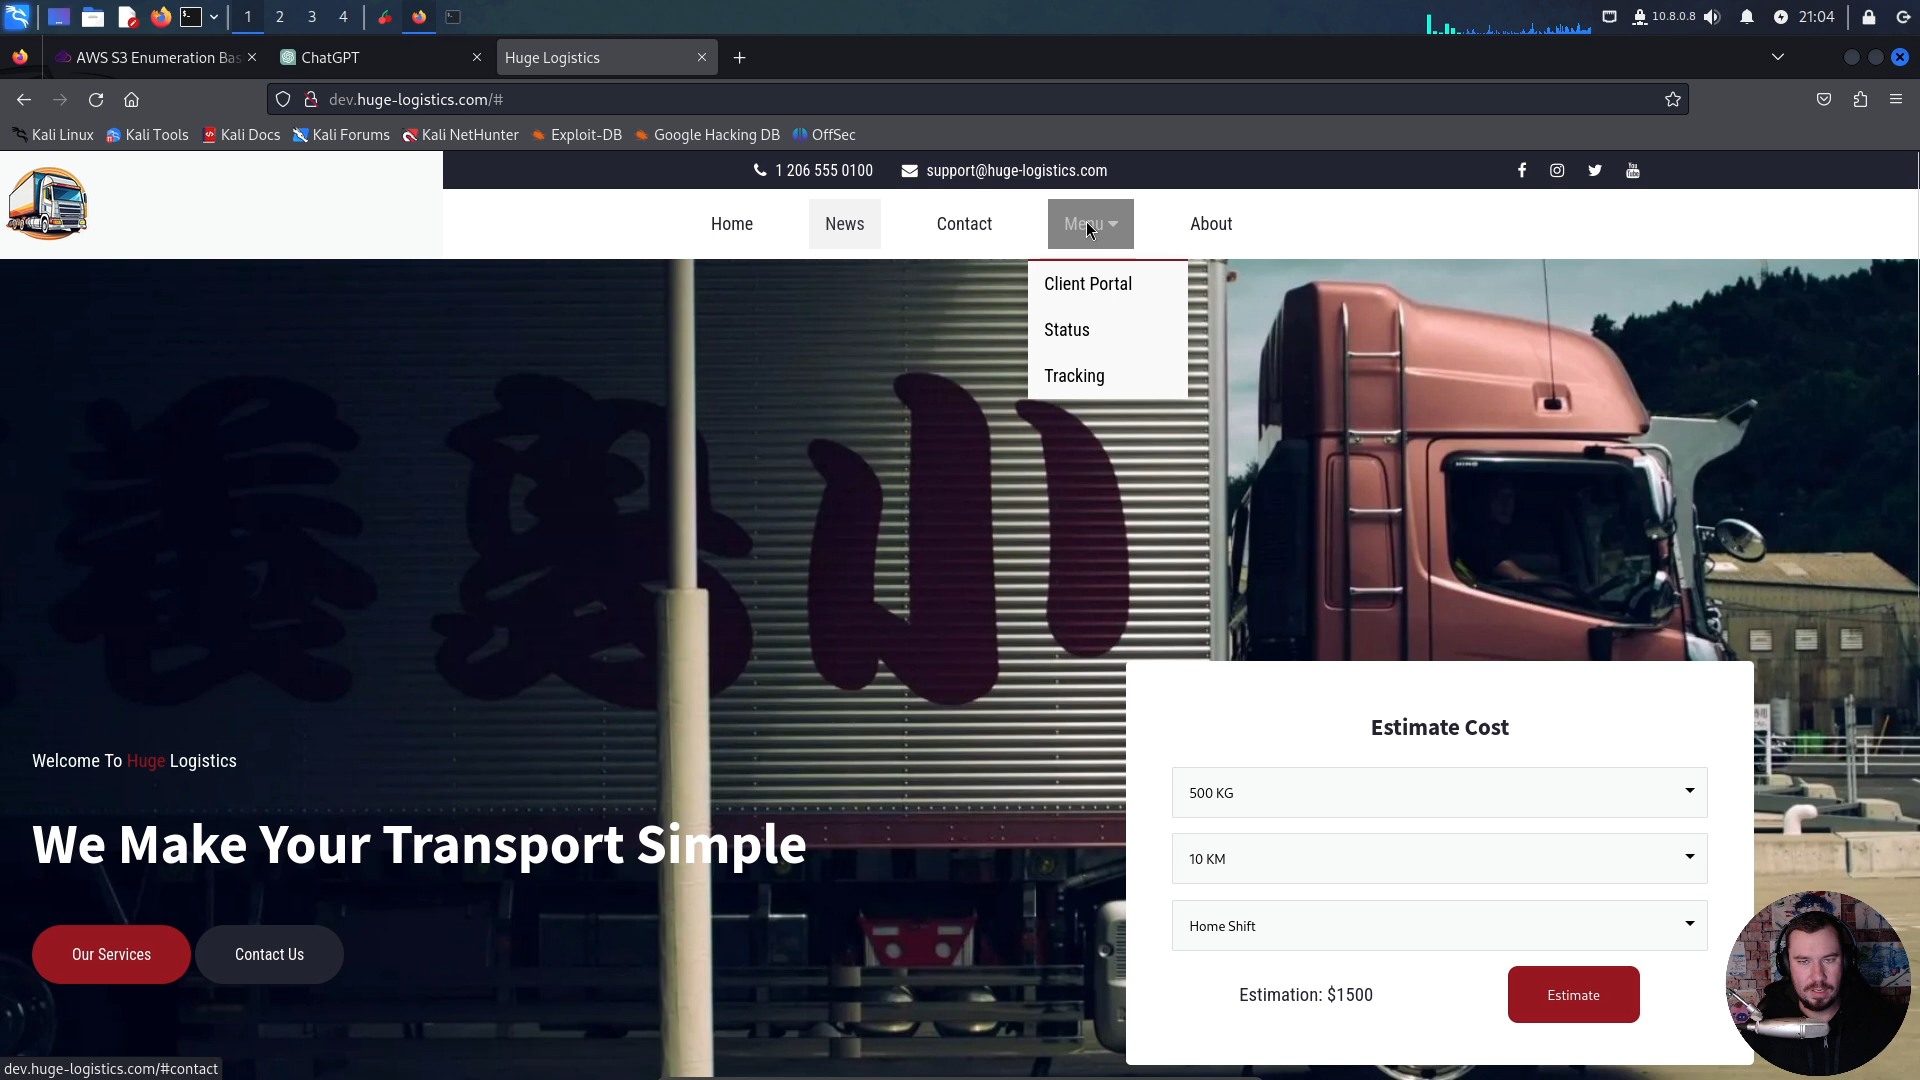 1
2
3
4
10.8.0.8
21:04
AWS S3 Enumeration Bas
ChatGPT
Huge Logistics
dev.huge-logistics.com/#
Kali Linux
Kali Tools
Kali Docs
Kali Forums
Kali NetHunter
Exploit-DB
Google Hacking DB
OffSec
1 206 555 0100
support@huge-logistics.com
Home
News
Contact
Menu
About
Client Portal
Status
Tracking
小
Welcome To Huge Logistics
We Make Your Transport Simple
Our Services
Contact Us
Estimate Cost
500 KG
10 KM
Home Shift
Estimation: $1500
Estimate
dev.huge-logistics.com/#contact